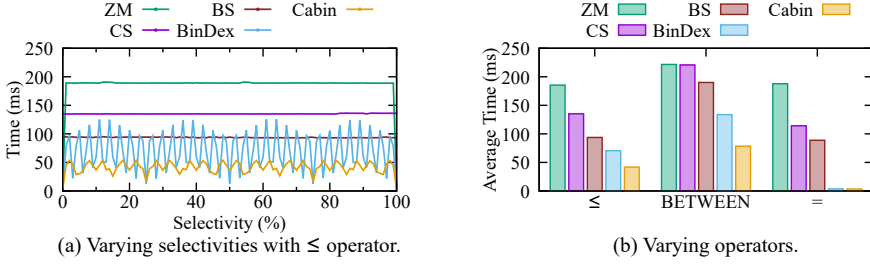 ZM BS Cabin
CS BinDex
250
200
150
100
50
0
Time (ms)
0 20 40 60 80 100
Selectivity (%)
(a) Varying selectivities with ≤ operator.
ZM BS Cabin
CS BinDex
250
200
150
100
50
0
Average Time (ms)
≤ BETWEEN =
(b) Varying operators.